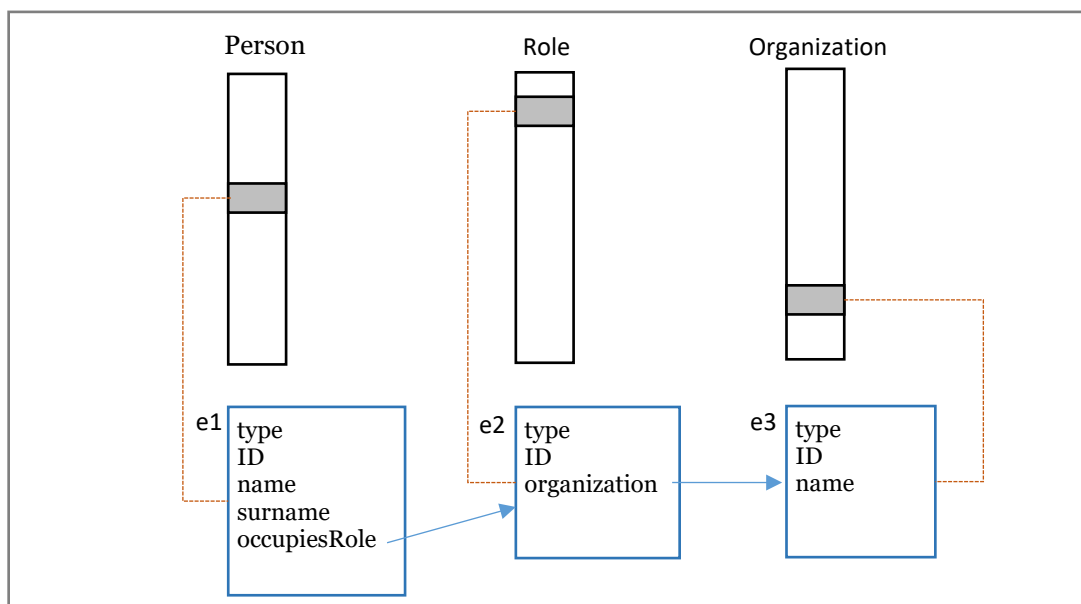 Person
Role
Organization
e1
type
ID
name
surname
occupiesRole
e2
type
ID
organization
e3
type
ID
name